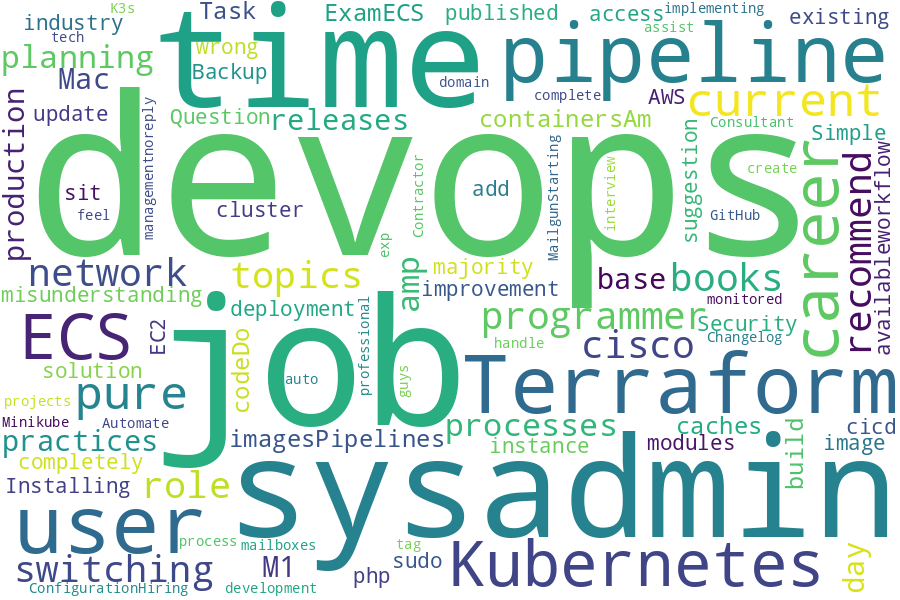 K3s
Task
ExamECS
published
access
implementing
existing
industry
tech
time
pipeline
assist
planning
wrong
Mac
Backup
domain
complete
AWS
current
update
Question
releases
containersAm
Consultant
Simple
production
managementnoreply
devops
suggestion
career
recommend
availableworkflow
create
sit
feel
add
cluster
exp
Contractor
MailgunStarting
interview
GitHub
network
topics
amp
majority
base
books
misunderstanding
improvement
monitored
deployment
programmer
Security
ECS
EC2
job
professional
cisco
Changelog
handle
solution
codeDo
auto
guys
Terraform
projects
pure
Minikube
Automate
processes
caches
cicd
practices
imagesPipelines
instance
modules
build
image
completely
Installing
role
sysadmin
user
process
mailboxes
tag
switching
M1
php
sudo
Kubernetes
day
ConfigurationHiring
development